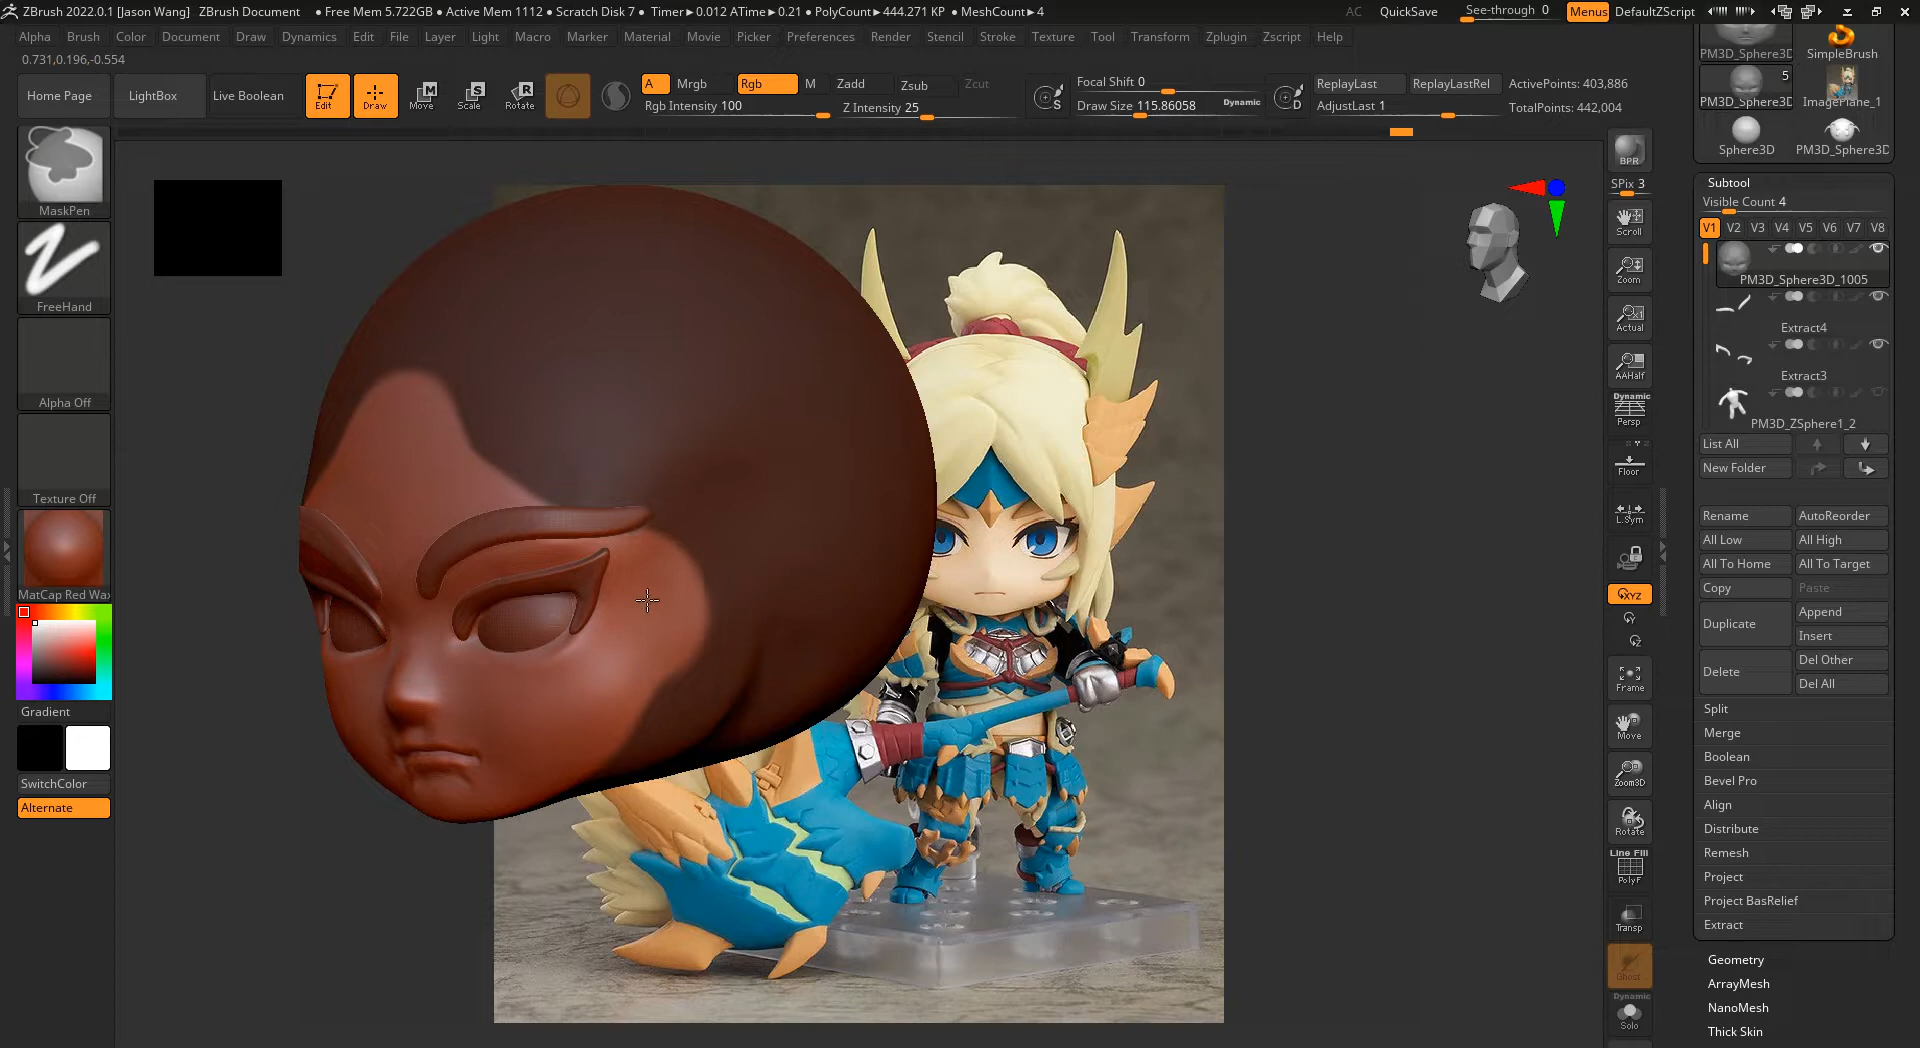 ZBrush 2022.0.1 [Jason Wang] ZBrush Document • Free Mem 5.722GB • Active Mem 1112 • Scratch Disk 7 • Timer►0.012 ATime►0.21 • PolyCount►444.271 KP • MeshCount►4 AC QuickSave See-through 0 Menus DefaultZScript
Alpha Brush Color Document Draw Dynamics Edit File Layer Light Macro Marker Material Movie Picker Preferences Render Stencil Stroke Texture Tool Transform Zplugin Zscript Help
0.731,0.196,-0.554
Home Page LightBox Live Boolean Edit Draw Move Scale Rotate
A Mrgb Rgb M Zadd Zsub Zcut
Rgb Intensity 100 Z Intensity 25
S Focal Shift 0
Draw Size 115.86058 Dynamic D
ReplayLast ReplayLastRel ActivePoints: 403,886
AdjustLast 1 TotalPoints: 442,004
MaskPen
FreeHand
Alpha Off
Texture Off
MatCap Red Wax
Gradient
SwitchColor
Alternate
BPR
SPix 3
Scroll
Zoom
Actual
AAHalf
Dynamic
Persp
Floor
L.Sym
XYZ
Y
Z
Frame
Move
Zoom3D
Rotate
Line Fill
PolyF
Transp
Ghost
Dynamic
Solo
PM3D_Sphere3D SimpleBrush
5
PM3D_Sphere3D ImagePlane_1
Sphere3D PM3D_Sphere3D
Subtool
Visible Count 4
V1 V2 V3 V4 V5 V6 V7 V8
PM3D_Sphere3D_1005
Extract4
Extract3
PM3D_ZSphere1_2
List All
New Folder
Rename AutoReorder
All Low All High
All To Home All To Target
Copy Paste
Duplicate Append
Insert
Delete Del Other
Del All
Split
Merge
Boolean
Bevel Pro
Align
Distribute
Remesh
Project
Project BasRelief
Extract
Geometry
ArrayMesh
NanoMesh
Thick Skin